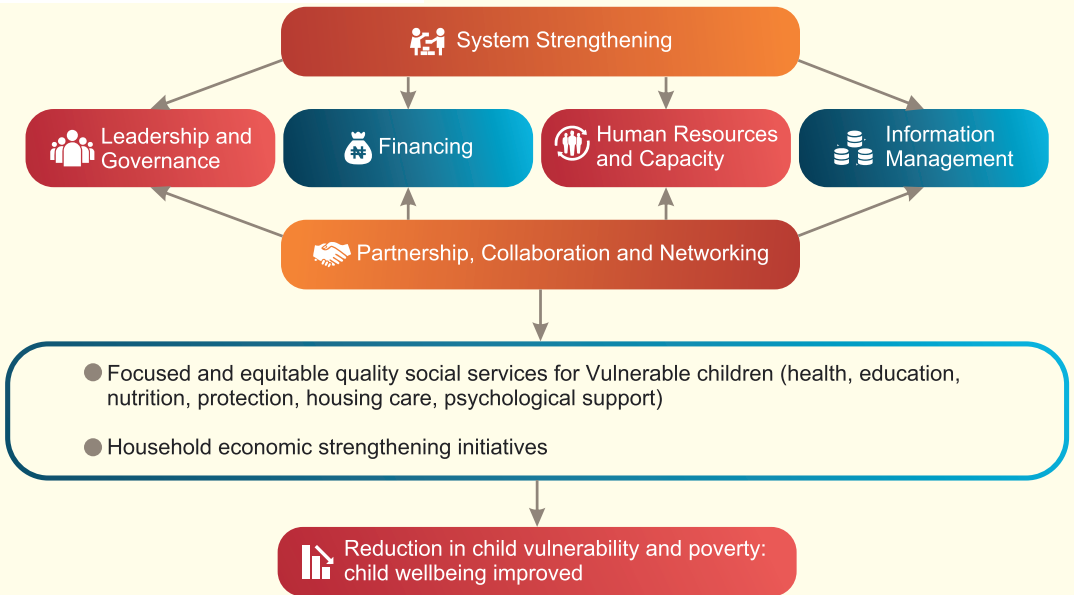 System Strengthening
Leadership and
Governance
₦
Financing
Human Resources
and Capacity
Information
Management
Partnership, Collaboration and Networking
Focused and equitable quality social services for Vulnerable children (health, education,
nutrition, protection, housing care, psychological support)
Household economic strengthening initiatives
Reduction in child vulnerability and poverty:
child wellbeing improved